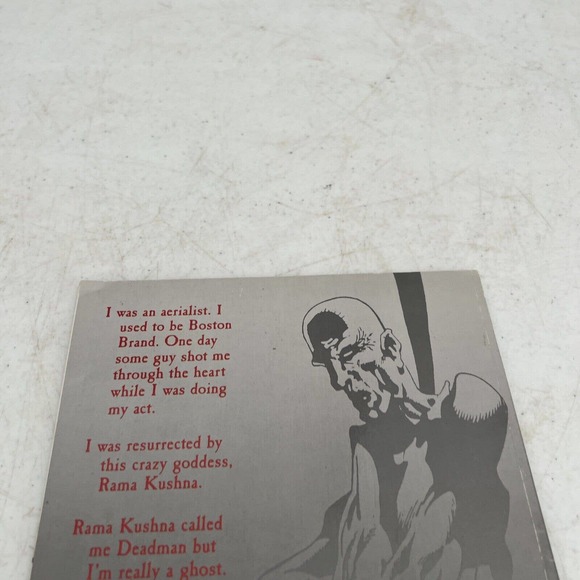 I was an aerialist. I
used to be Boston
Brand. One day
some guy shot me
through the heart
while I was doing
my act.
I was resurrected by
this crazy goddess,
Rama Kushna.
Rama Kushna called
me Deadman but
I'm really a ghost.